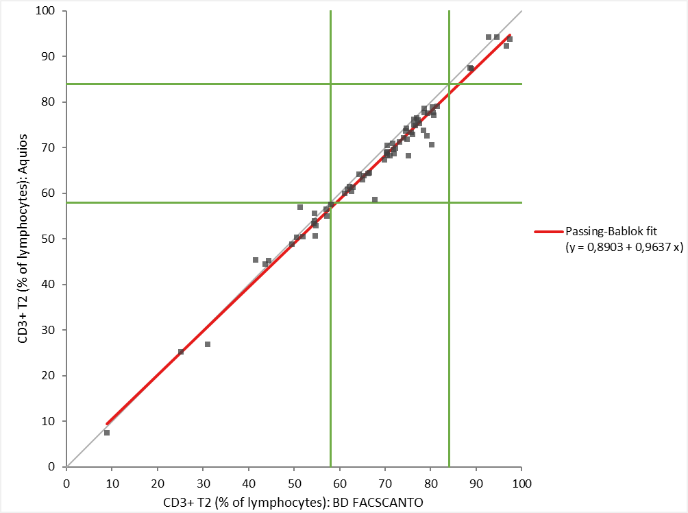 CD3+ T2 (% of lymphocytes): Aquios
100
90
80
70
60
50
40
30
20
10
0
0 10 20 30 40 50 60 70 80 90 100
CD3+ T2 (% of lymphocytes): BD FACSCANTO
Passing-Bablok fit
(y = 0,8903 + 0,9637 x)